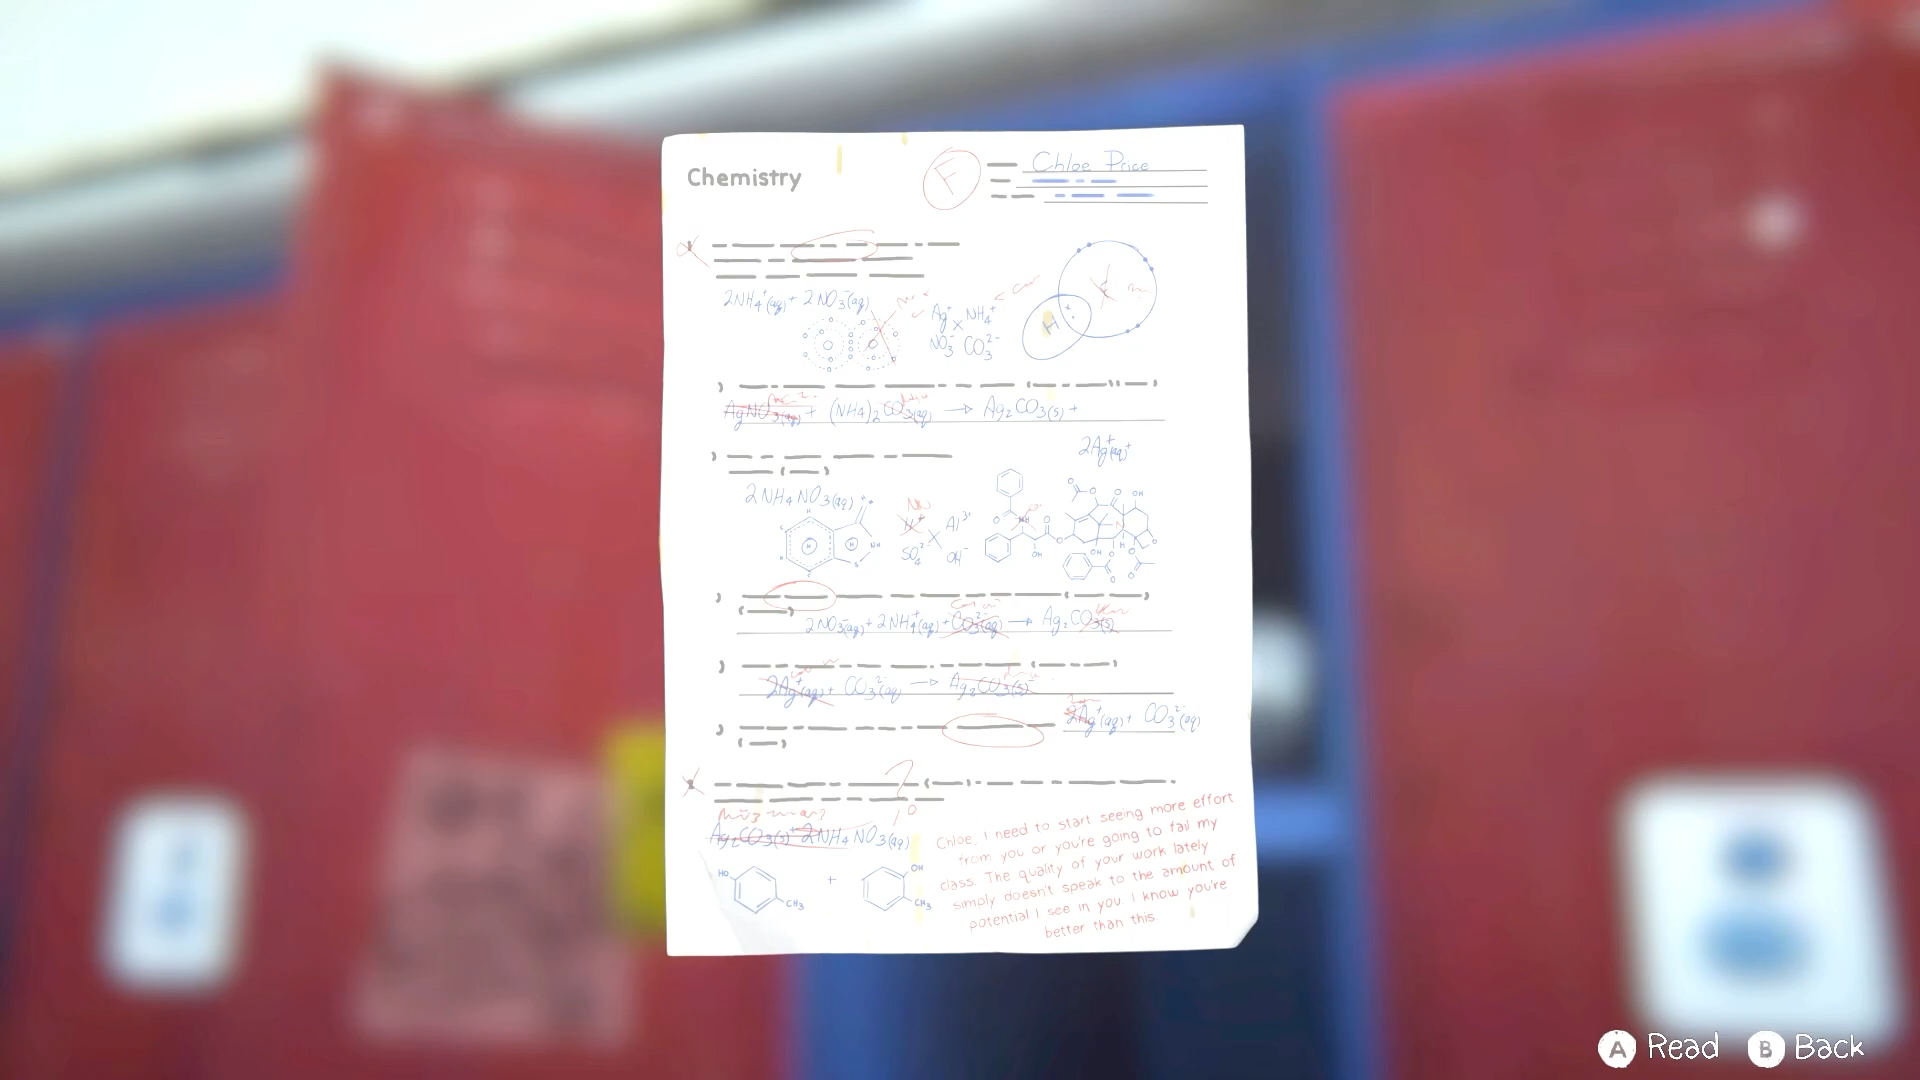 Chemistry
F
Chloe Price
2NH4+(aq) + 2NO3-(aq)
Ag+ NH4+
NO3- CO3 2-
H
AgNO3(aq) + (NH4)2CO3(aq) → Ag2CO3(s) +
2Ag+(aq)+
2NH4NO3(aq)
H+ Al3+
SO4 2- OH-
2NO3-(aq) + 2NH4+(aq) + CO3 2-(aq) → Ag2CO3(s)
2Ag+(aq) + CO3 2-(aq) → Ag2CO3(s)
2Ag+(aq) + CO3 2-(aq)
?
Ag2CO3(s) + 2NH4NO3(aq)
HO CH3 + OH CH3
Chloe, I need to start seeing more effort
from you or you're going to fail my
class. The quality of your work lately
simply doesn't speak to the amount of
potential I see in you. I know you're
better than this.
A Read B Back